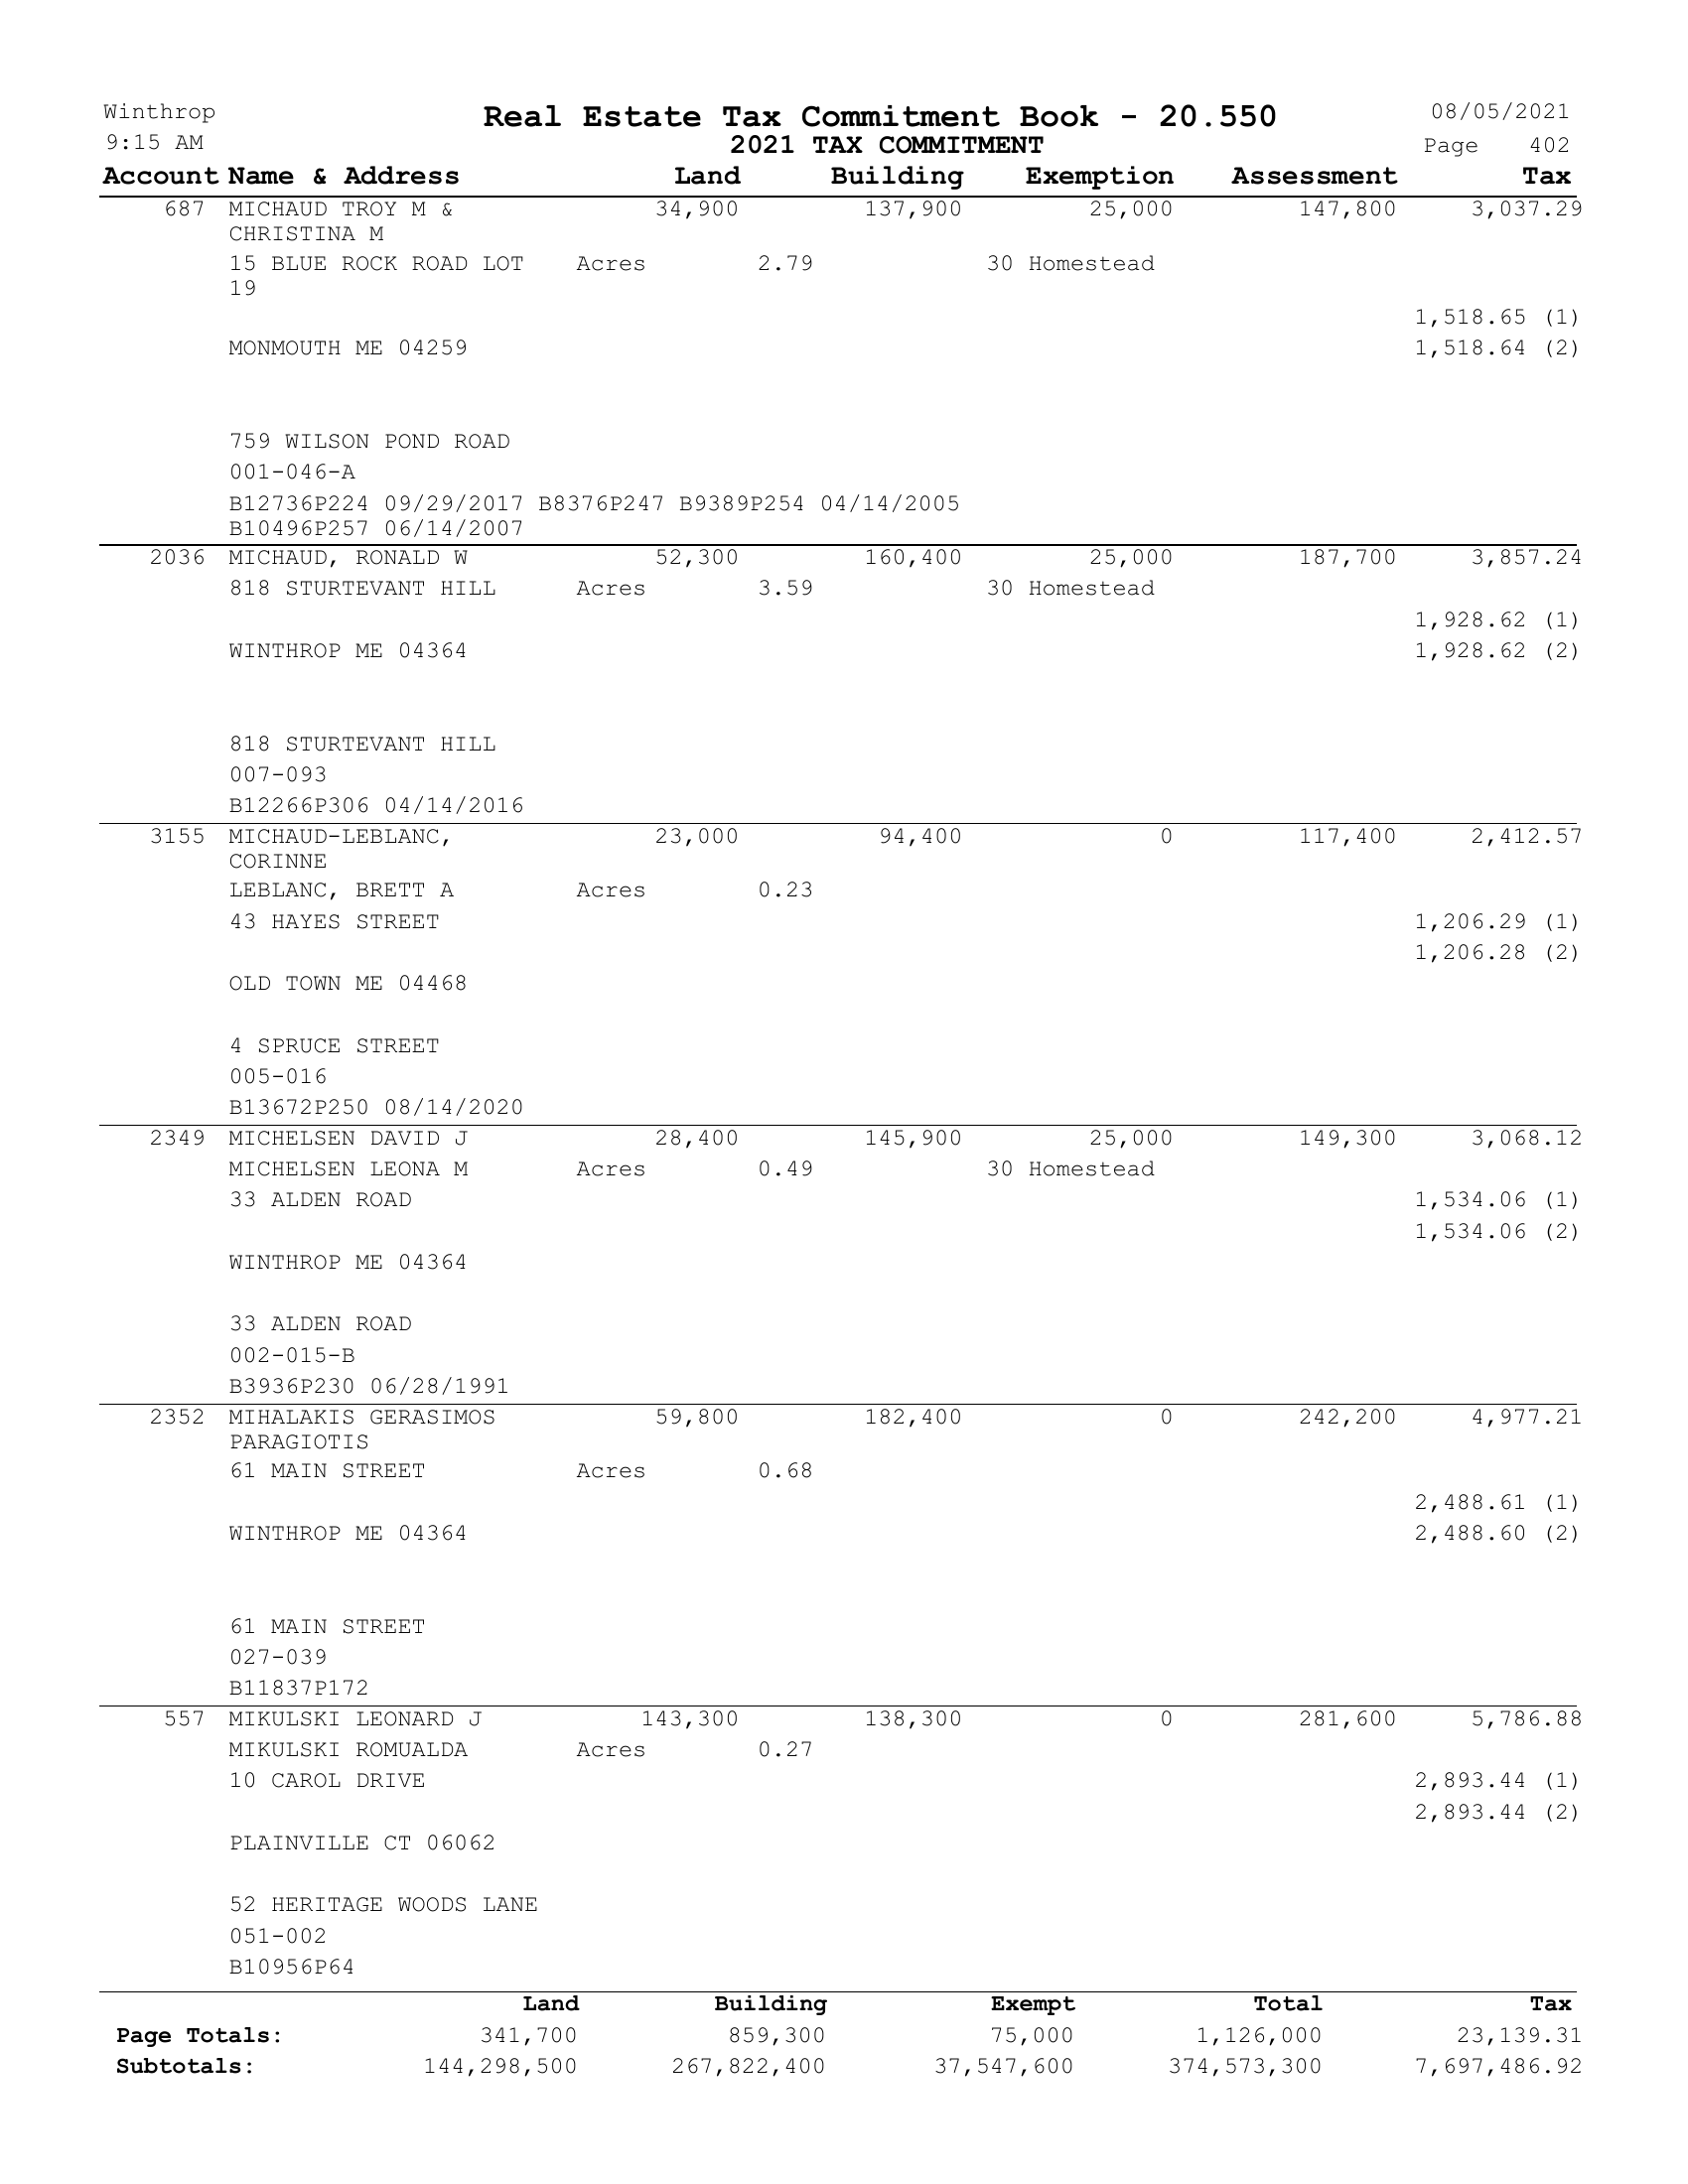 Winthrop Real Estate Tax Commitment Book - 20.550 08/05/2021
9:15 AM 2021 TAX COMMITMENT Page 402
Account Name & Address Land Building Exemption Assessment Tax
687 MICHAUD TROY M & 34,900 137,900 25,000 147,800 3,037.29
CHRISTINA M
15 BLUE ROCK ROAD LOT Acres 2.79 30 Homestead
19
1,518.65 (1)
MONMOUTH ME 04259 1,518.64 (2)
759 WILSON POND ROAD
001-046-A
B12736P224 09/29/2017 B8376P247 B9389P254 04/14/2005
B10496P257 06/14/2007
2036 MICHAUD, RONALD W 52,300 160,400 25,000 187,700 3,857.24
818 STURTEVANT HILL Acres 3.59 30 Homestead
1,928.62 (1)
WINTHROP ME 04364 1,928.62 (2)
818 STURTEVANT HILL
007-093
B12266P306 04/14/2016
3155 MICHAUD-LEBLANC, 23,000 94,400 0 117,400 2,412.57
CORINNE
LEBLANC, BRETT A Acres 0.23
43 HAYES STREET 1,206.29 (1)
1,206.28 (2)
OLD TOWN ME 04468
4 SPRUCE STREET
005-016
B13672P250 08/14/2020
2349 MICHELSEN DAVID J 28,400 145,900 25,000 149,300 3,068.12
MICHELSEN LEONA M Acres 0.49 30 Homestead
33 ALDEN ROAD 1,534.06 (1)
1,534.06 (2)
WINTHROP ME 04364
33 ALDEN ROAD
002-015-B
B3936P230 06/28/1991
2352 MIHALAKIS GERASIMOS 59,800 182,400 0 242,200 4,977.21
PARAGIOTIS
61 MAIN STREET Acres 0.68
2,488.61 (1)
WINTHROP ME 04364 2,488.60 (2)
61 MAIN STREET
027-039
B11837P172
557 MIKULSKI LEONARD J 143,300 138,300 0 281,600 5,786.88
MIKULSKI ROMUALDA Acres 0.27
10 CAROL DRIVE 2,893.44 (1)
2,893.44 (2)
PLAINVILLE CT 06062
52 HERITAGE WOODS LANE
051-002
B10956P64
Land Building Exempt Total Tax
Page Totals: 341,700 859,300 75,000 1,126,000 23,139.31
Subtotals: 144,298,500 267,822,400 37,547,600 374,573,300 7,697,486.92